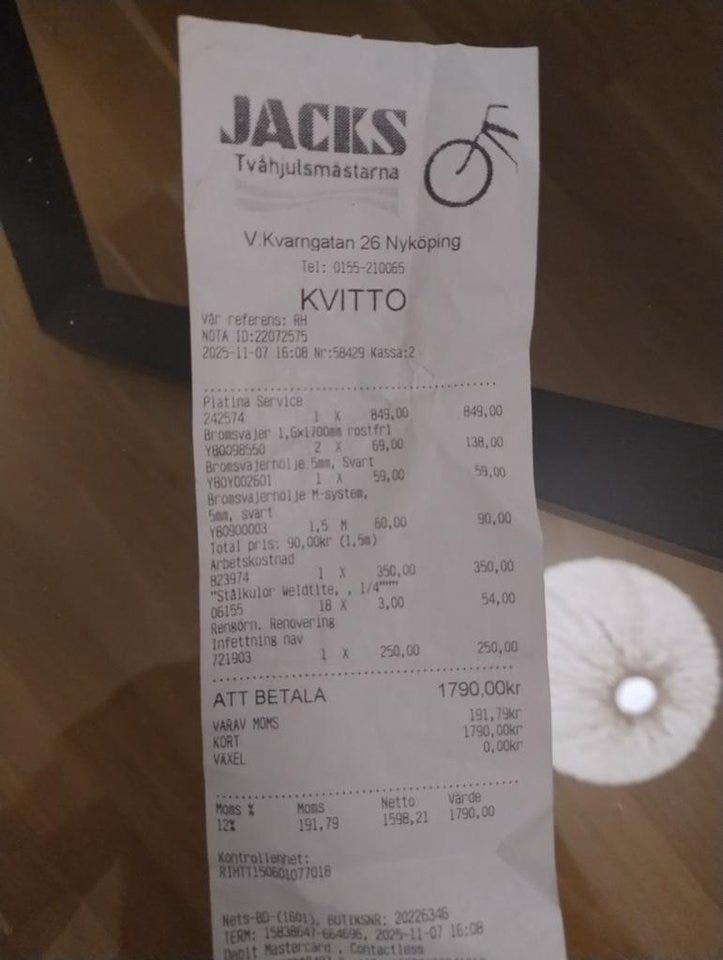 JACKS
Tvåhjulsmästarna
V.Kvarngatan 26 Nyköping
Tel: 0155-210065
KVITTO
Vår referens: RH
NOTA ID:22072575
2025-11-07 16:08 Nr:58429 Kassa:2
Platina Service
242574 1 X 849,00 849,00
Bromsvajer 1,6x1700mm rostfri
YB0098550 2 X 69,00 138,00
Bromsvajerhölje 5mm, Svart
YB0Y002601 1 X 59,00 59,00
Bromsvajerhölje M-system,
5mm, svart
YB0900003 1,5 M 60,00 90,00
Total pris: 90,00kr (1,5m)
Arbetskostnad
823974 1 X 350,00 350,00
"Stålkulor Weldtite, , 1/4"""
06155 18 X 3,00 54,00
Rengörn. Renovering
Infettning nav
721903 1 X 250,00 250,00
ATT BETALA 1790,00kr
VARAV MOMS 191,79kr
KORT 1790,00kr
VÄXEL 0,00kr
Moms % Moms Netto Värde
12% 191,79 1598,21 1790,00
Kontrollenhet:
RIHTT150601077018
Nets-BD-(1601), BUTIKSNR: 20226346
TERM: 15838647-664696, 2025-11-07 16:08
Debit Mastercard , Contactless